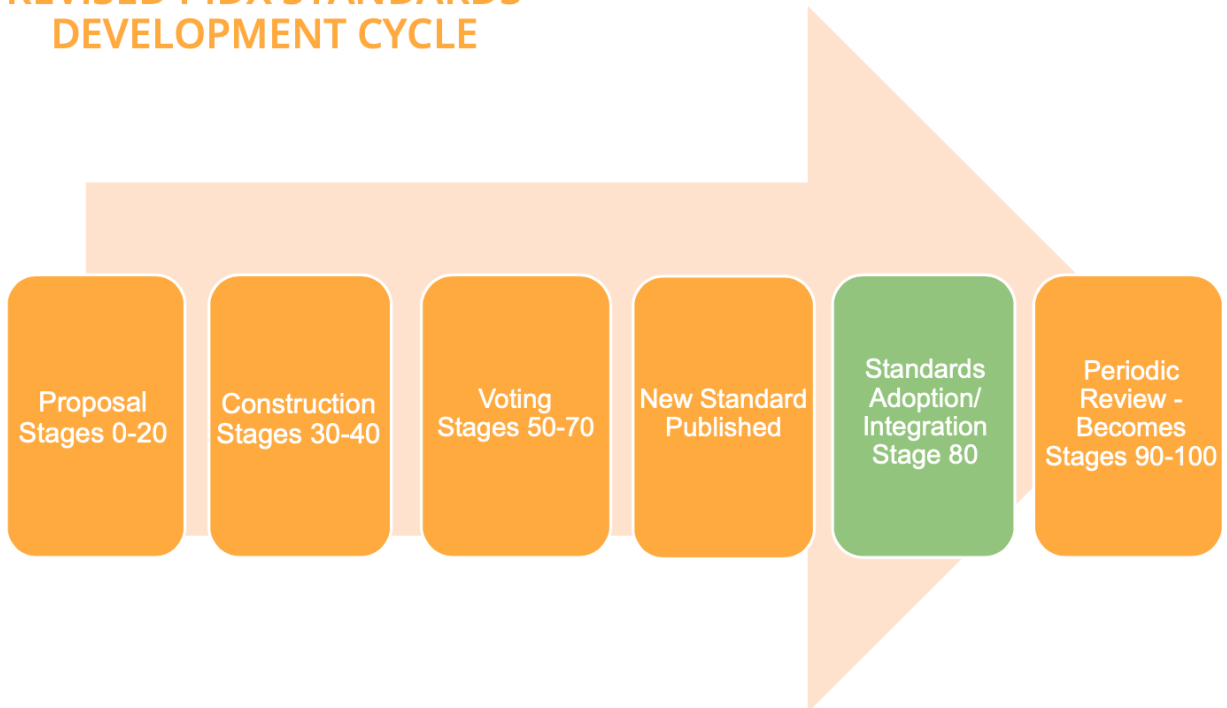 REVISED PIDX STANDARDS
DEVELOPMENT CYCLE
Proposal
Stages 0-20
Construction
Stages 30-40
Voting
Stages 50-70
New Standard
Published
Standards
Adoption/
Integration
Stage 80
Periodic
Review -
Becomes
Stages 90-100